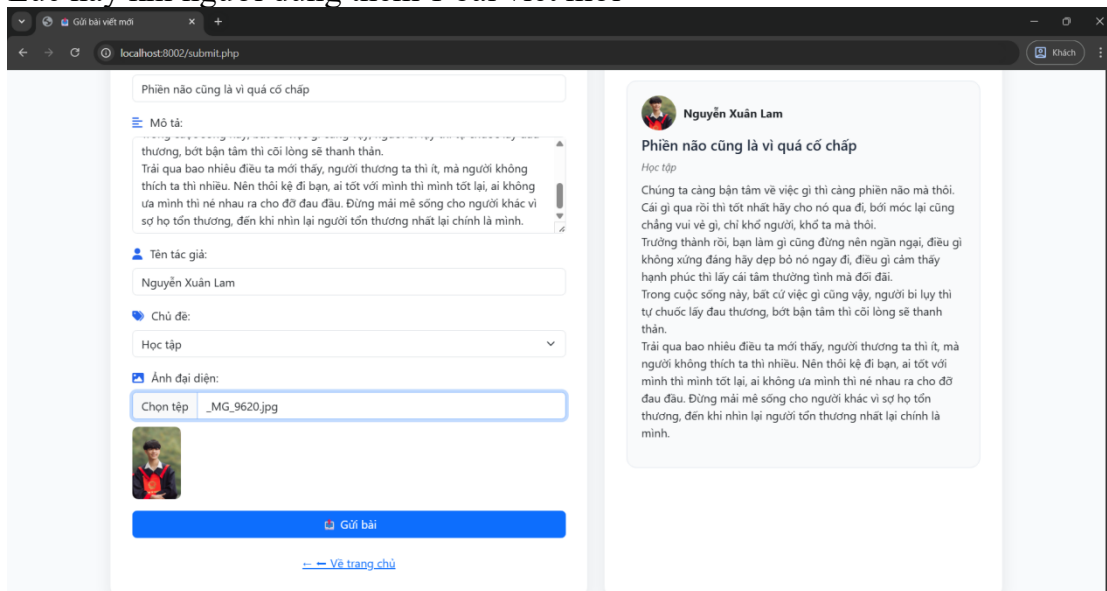 Gửi bài viết mới
localhost:8002/submit.php
Khách
Phiền não cũng là vì quá cố chấp
Mô tả:
thương, bớt bận tâm thì cõi lòng sẽ thanh thản.
Trải qua bao nhiêu điều ta mới thấy, người thương ta thì ít, mà người không
thích ta thì nhiều. Nên thôi kệ đi bạn, ai tốt với mình thì mình tốt lại, ai không
ưa mình thì né nhau ra cho đỡ đau đầu. Đừng mải mê sống cho người khác vì
sợ họ tổn thương, đến khi nhìn lại người tổn thương nhất lại chính là mình.
Tên tác giả:
Nguyễn Xuân Lam
Chủ đề:
Học tập
Ảnh đại diện:
Chọn tệp _MG_9620.jpg
Gửi bài
← ← Về trang chủ
Nguyễn Xuân Lam
Phiền não cũng là vì quá cố chấp
Học tập
Chúng ta càng bận tâm về việc gì thì càng phiền não mà thôi.
Cái gì qua rồi thì tốt nhất hãy cho nó qua đi, bới móc lại cũng
chẳng vui vẻ gì, chỉ khổ người, khổ ta mà thôi.
Trưởng thành rồi, bạn làm gì cũng đừng nên ngần ngại, điều gì
không xứng đáng hãy dẹp bỏ nó ngay đi, điều gì cảm thấy
hạnh phúc thì lấy cái tâm thường tình mà đối đãi.
Trong cuộc sống này, bất cứ việc gì cũng vậy, người bi lụy thì
tự chuốc lấy đau thương, bớt bận tâm thì cõi lòng sẽ thanh
thản.
Trải qua bao nhiêu điều ta mới thấy, người thương ta thì ít, mà
người không thích ta thì nhiều. Nên thôi kệ đi bạn, ai tốt với
mình thì mình tốt lại, ai không ưa mình thì né nhau ra cho đỡ
đau đầu. Đừng mải mê sống cho người khác vì sợ họ tổn
thương, đến khi nhìn lại người tổn thương nhất lại chính là
mình.